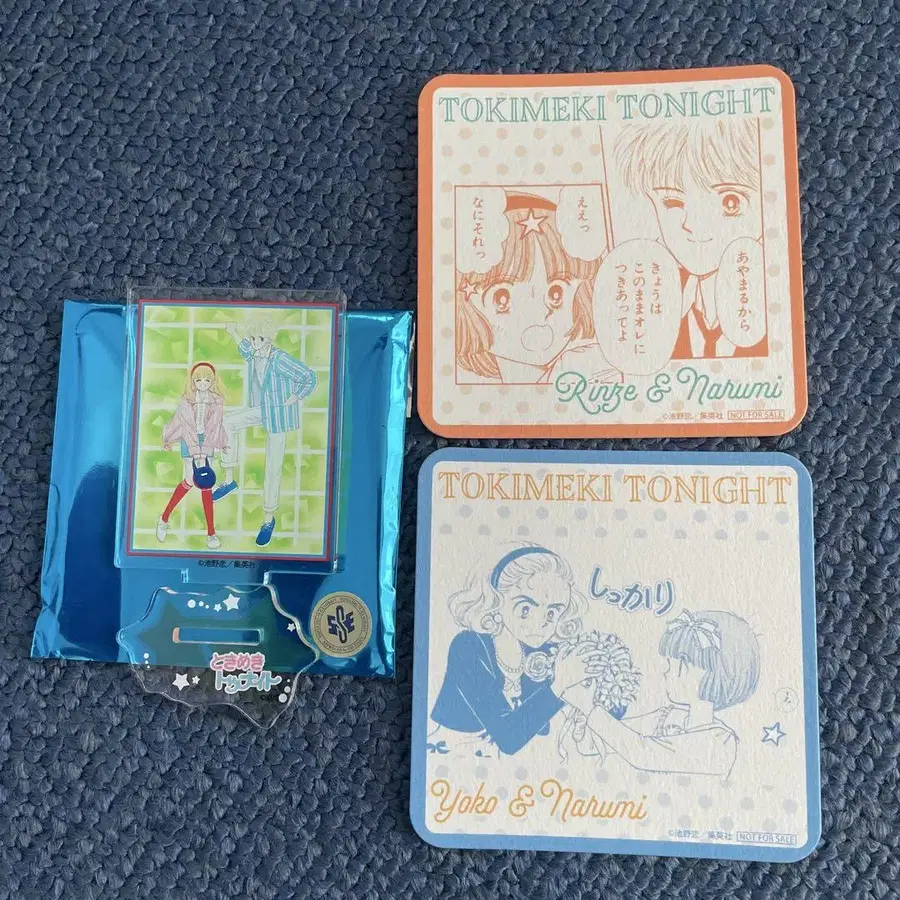 TOKIMEKI TONIGHT
ええっ
なにそれっ
あやまるから
きょうは
このままオレに
つきあってよ
Rinze & Narumi
©池野恋／集英社 NOT FOR SALE
©池野恋／集英社
ときめき
トゥナイト
TOKIMEKI TONIGHT
しっかり
Yoko & Narumi
©池野恋／集英社 NOT FOR SALE